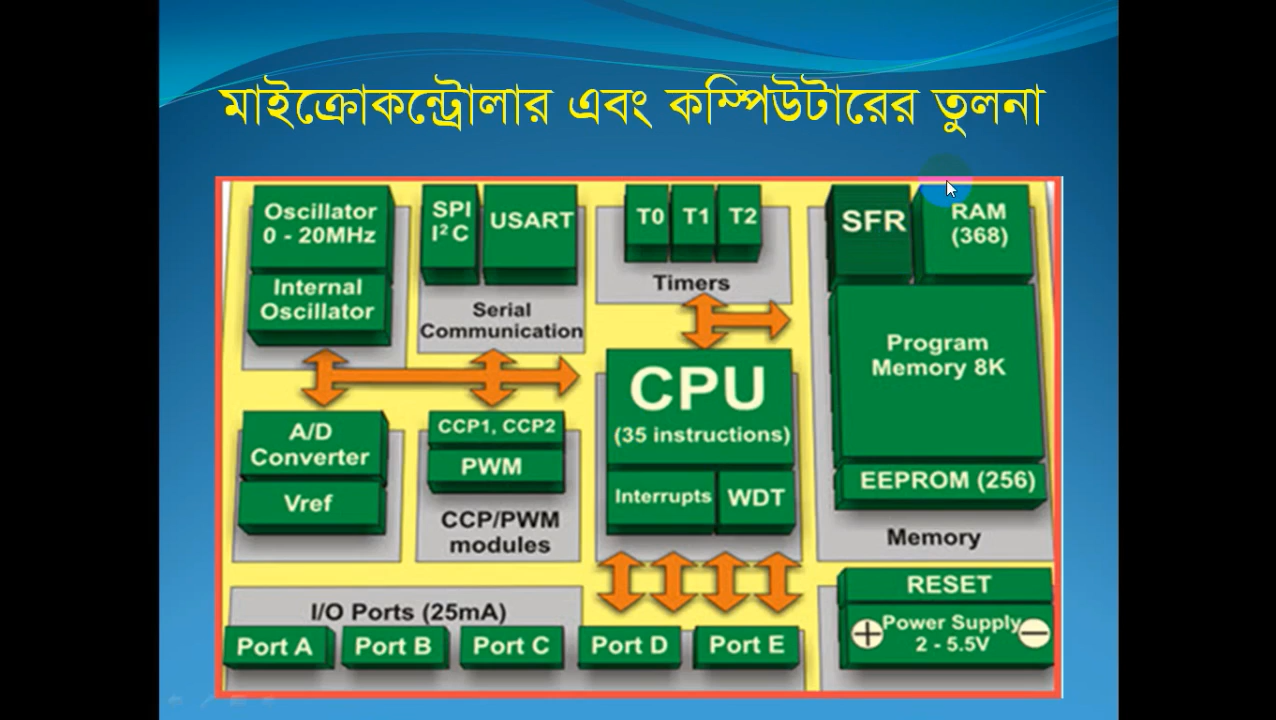 মাইক্রোকন্ট্রোলার এবং কম্পিউটারের তুলনা
Oscillator
0 - 20MHz
Internal
Oscillator
SPI
I²C
USART
Serial
Communication
T0 T1 T2
Timers
SFR
RAM
(368)
Program
Memory 8K
EEPROM (256)
Memory
A/D
Converter
Vref
CCP1, CCP2
PWM
CCP/PWM
modules
CPU
(35 instructions)
Interrupts WDT
I/O Ports (25mA)
Port A Port B Port C Port D Port E
RESET
+ Power Supply −
2 - 5.5V